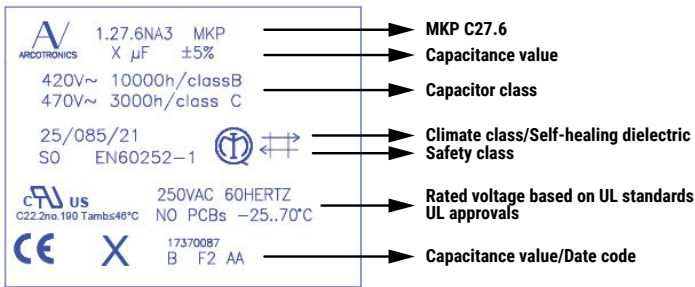 1.27.6NA3 MKP
ARCOTRONICS X µF ±5%
420V~ 10000h/classB
470V~ 3000h/class C
25/085/21
SO EN60252-1
c US 250VAC 60HERTZ
C22.2no.190 Tamb≤46°C NO PCBs -25..70°C
CE X 17370087
B F2 AA
MKP C27.6
Capacitance value
Capacitor class
Climate class/Self-healing dielectric
Safety class
Rated voltage based on UL standards
UL approvals
Capacitance value/Date code